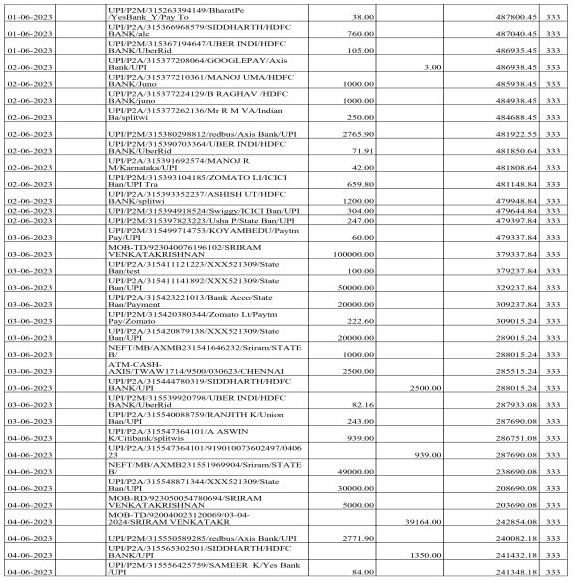 UPI/P2M/315263394149/BharatPe
01-06-2023 /YesBank_Y/Pay To 38.00 487800.45 333
UPI/P2A/315366968579/SIDDHARTH/HDFC
01-06-2023 BANK/alc 760.00 487040.45 333
UPI/P2M/315367194647/UBER INDI/HDFC
01-06-2023 BANK/UberRid 105.00 486935.45 333
UPI/P2A/315377208064/GOOGLEPAY/Axis
02-06-2023 Bank/UPI 3.00 486938.45 333
UPI/P2A/315377210361/MANOJ UMA/HDFC
02-06-2023 BANK/Juno 1000.00 485938.45 333
UPI/P2A/315377224129/B RAGHAV /HDFC
02-06-2023 BANK/juno 1000.00 484938.45 333
UPI/P2A/315377262136/Mr R M VA/Indian
02-06-2023 Ba/splitwi 250.00 484688.45 333
02-06-2023 UPI/P2M/315380298812/redbus/Axis Bank/UPI 2765.90 481922.55 333
UPI/P2M/315390703364/UBER INDI/HDFC
02-06-2023 BANK/UberRid 71.91 481850.64 333
UPI/P2A/315391692574/MANOJ R
02-06-2023 M/Karnataka/UPI 42.00 481808.64 333
UPI/P2M/315393104185/ZOMATO LI/ICICI
02-06-2023 Ban/UPI Tra 659.80 481148.84 333
UPI/P2A/315393352237/ASHISH UT/HDFC
02-06-2023 BANK/splitwi 1200.00 479948.84 333
02-06-2023 UPI/P2M/315394918524/Swiggy/ICICI Ban/UPI 304.00 479644.84 333
02-06-2023 UPI/P2M/315397823223/Usha P/State Ban/UPI 247.00 479397.84 333
UPI/P2M/315499714753/KOYAMBEDU/Paytm
03-06-2023 Pay/UPI 60.00 479337.84 333
MOB-TD/923040076196102/SRIRAM
03-06-2023 VENKATAKRISHNAN 100000.00 379337.84 333
UPI/P2A/315411121223/XXX521309/State
03-06-2023 Ban/test 100.00 379237.84 333
UPI/P2A/315411141892/XXX521309/State
03-06-2023 Ban/UPI 50000.00 329237.84 333
UPI/P2A/315423221013/Bank Acco/State
03-06-2023 Ban/Payment 20000.00 309237.84 333
UPI/P2M/315420380344/Zomato Lt/Paytm
03-06-2023 Pay/Zomato 222.60 309015.24 333
UPI/P2A/315420879138/XXX521309/State
03-06-2023 Ban/UPI 20000.00 289015.24 333
NEFT/MB/AXMB231541646232/Sriram/STATE
03-06-2023 B/ 1000.00 288015.24 333
ATM-CASH-
03-06-2023 AXIS/TWAW1714/9500/030623/CHENNAI 2500.00 285515.24 333
UPI/P2A/315444780319/SIDDHARTH/HDFC
03-06-2023 BANK/UPI 2500.00 288015.24 333
UPI/P2M/315539920798/UBER INDI/HDFC
03-06-2023 BANK/UberRid 82.16 287933.08 333
UPI/P2A/315540088759/RANJITH K/Union
04-06-2023 Ban/UPI 243.00 287690.08 333
UPI/P2A/315547364101/A ASWIN
04-06-2023 K/Citibank/splitwis 939.00 286751.08 333
UPI/P2A/315547364101/919010073602497/0406
04-06-2023 23 939.00 287690.08 333
NEFT/MB/AXMB231551969904/Sriram/STATE
04-06-2023 B/ 49000.00 238690.08 333
UPI/P2A/315548871344/XXX521309/State
04-06-2023 Ban/UPI 30000.00 208690.08 333
MOB-RD/923050054780694/SRIRAM
04-06-2023 VENKATAKRISHNAN 5000.00 203690.08 333
MOB-TD/920040023120069/03-04-
04-06-2023 2024/SRIRAM VENKATAKR 39164.00 242854.08 333
04-06-2023 UPI/P2M/315550589285/redbus/Axis Bank/UPI 2771.90 240082.18 333
UPI/P2A/315565302501/SIDDHARTH/HDFC
04-06-2023 BANK/UPI 1350.00 241432.18 333
UPI/P2M/315556425759/SAMEER K/Yes Bank
04-06-2023 /UPI 84.00 241348.18 333